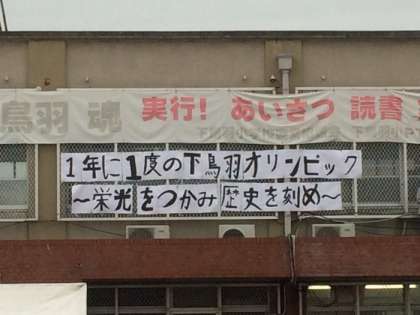 鳥羽 魂 実行! あいさつ 読書
1年に1度の下鳥羽オリンピック
~栄光をつかみ歴史を刻め~